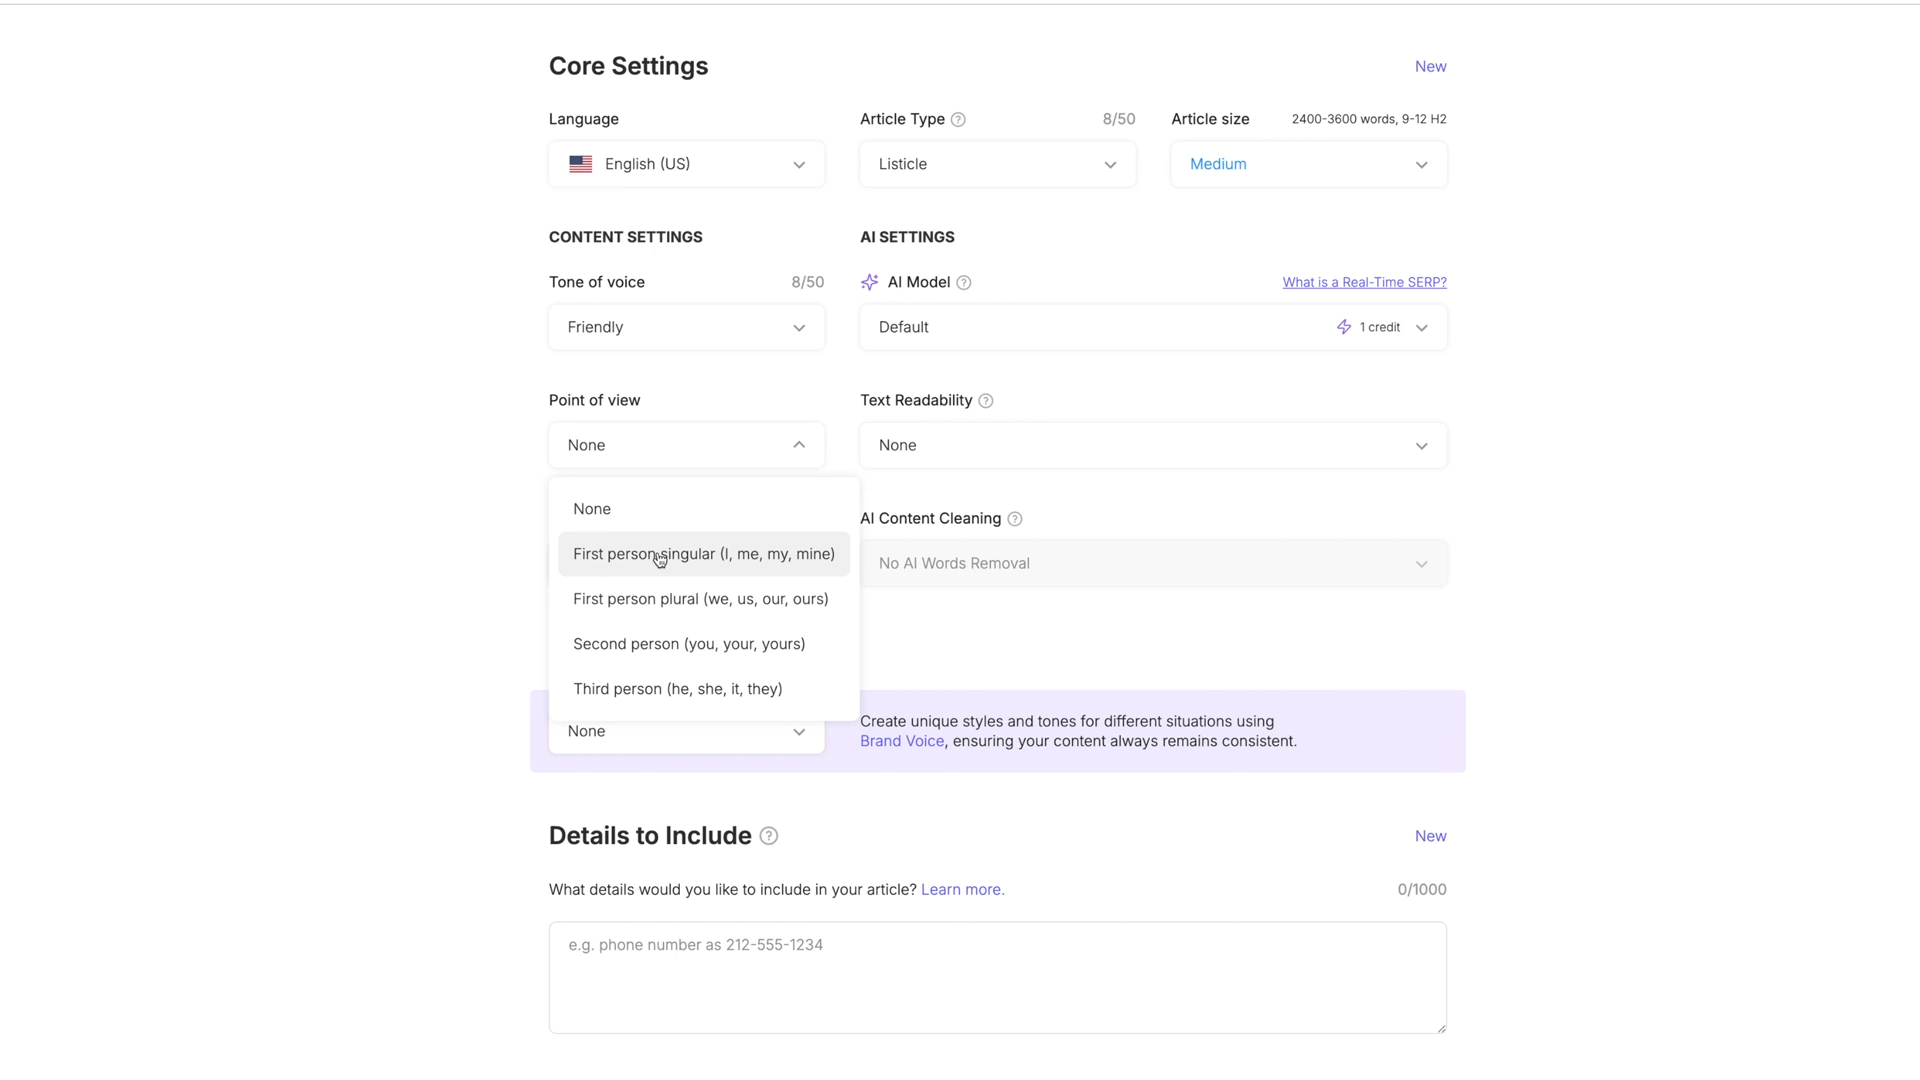 Core Settings
New
Language
Article Type
8/50
Article size
2400-3600 words, 9-12 H2
English (US)
Listicle
Medium
CONTENT SETTINGS
AI SETTINGS
Tone of voice
8/50
AI Model
What is a Real-Time SERP?
Friendly
Default
1 credit
Point of view
Text Readability
None
None
None
First person singular (I, me, my, mine)
First person plural (we, us, our, ours)
Second person (you, your, yours)
Third person (he, she, it, they)
AI Content Cleaning
No AI Words Removal
None
Create unique styles and tones for different situations using
Brand Voice, ensuring your content always remains consistent.
Details to Include
New
What details would you like to include in your article? Learn more.
0/1000
e.g. phone number as 212-555-1234